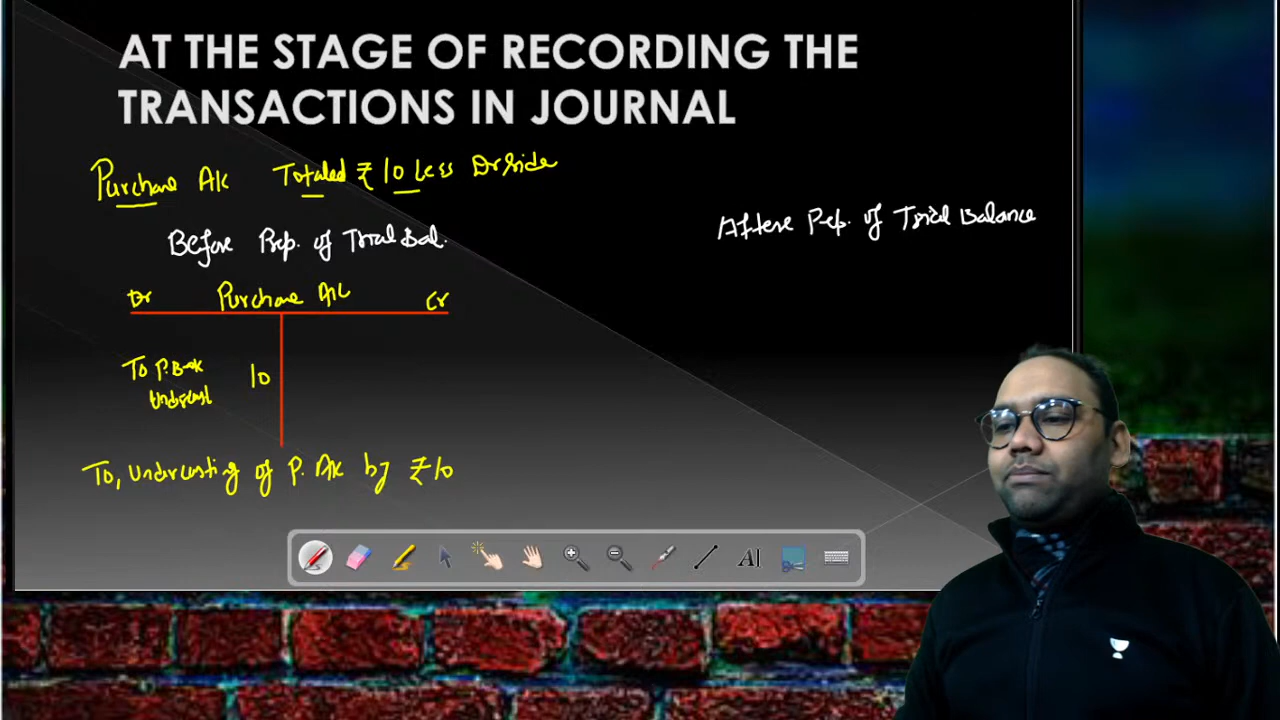 AT THE STAGE OF RECORDING THE
TRANSACTIONS IN JOURNAL
Purchase A/c Totaled ₹ 10 Less Dr Side
Before Prep. of Trial Bal.
After Prep. of Trial Balance
Dr Purchase A/c Cr
To P. Book 10
Undercast
To, Undercasting of P. A/c by ₹10
A